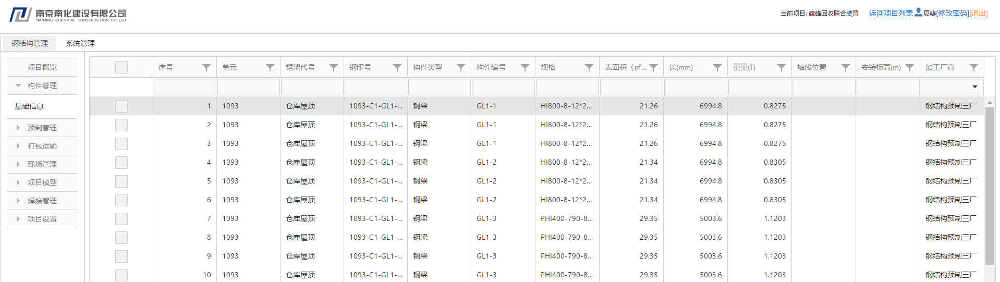 南京南化建设有限公司
NANJING CHEMICAL CONSTRUCTION CO.,LTD
当前项目: 硫磺回收联合装置 返回项目列表 夏斐[修改密码][退出]
钢结构管理 系统管理
项目概览
构件管理
基础信息
预制管理
打包运输
现场管理
项目模型
焊接管理
项目设置
序号 单元 框架代号 钢印号 构件类型 构件编号 规格 表面积（㎡... 长(mm) 重量(T) 轴线位置 安装标高(m) 加工厂商
1 1093 仓库屋顶 1093-C1-GL1-... 钢梁 GL1-1 HI800-8-12*2... 21.26 6994.8 0.8275 钢结构预制三厂
2 1093 仓库屋顶 1093-C1-GL1-... 钢梁 GL1-1 HI800-8-12*2... 21.26 6994.8 0.8275 钢结构预制三厂
3 1093 仓库屋顶 1093-C1-GL1-... 钢梁 GL1-1 HI800-8-12*2... 21.26 6994.8 0.8275 钢结构预制三厂
4 1093 仓库屋顶 1093-C1-GL1-... 钢梁 GL1-2 HI800-8-12*2... 21.34 6994.8 0.8305 钢结构预制三厂
5 1093 仓库屋顶 1093-C1-GL1-... 钢梁 GL1-2 HI800-8-12*2... 21.34 6994.8 0.8305 钢结构预制三厂
6 1093 仓库屋顶 1093-C1-GL1-... 钢梁 GL1-2 HI800-8-12*2... 21.34 6994.8 0.8305 钢结构预制三厂
7 1093 仓库屋顶 1093-C1-GL1-... 钢梁 GL1-3 PHI400-790-8... 29.35 5003.6 1.1203 钢结构预制三厂
8 1093 仓库屋顶 1093-C1-GL1-... 钢梁 GL1-3 PHI400-790-8... 29.35 5003.6 1.1203 钢结构预制三厂
9 1093 仓库屋顶 1093-C1-GL1-... 钢梁 GL1-3 PHI400-790-8... 29.35 5003.6 1.1203 钢结构预制三厂
10 1093 仓库屋顶 1093-C1-GL1-... 钢梁 GL1-3 PHI400-790-8... 29.35 5003.6 1.1203 钢结构预制三厂